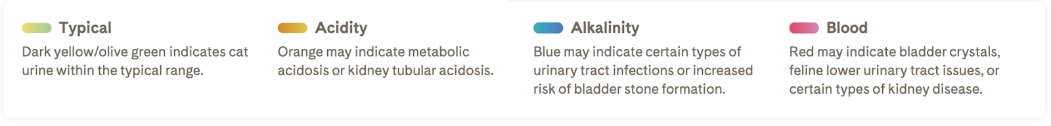 Typical
Dark yellow/olive green indicates cat
urine within the typical range.
Acidity
Orange may indicate metabolic
acidosis or kidney tubular acidosis.
Alkalinity
Blue may indicate certain types of
urinary tract infections or increased
risk of bladder stone formation.
Blood
Red may indicate bladder crystals,
feline lower urinary tract issues, or
certain types of kidney disease.